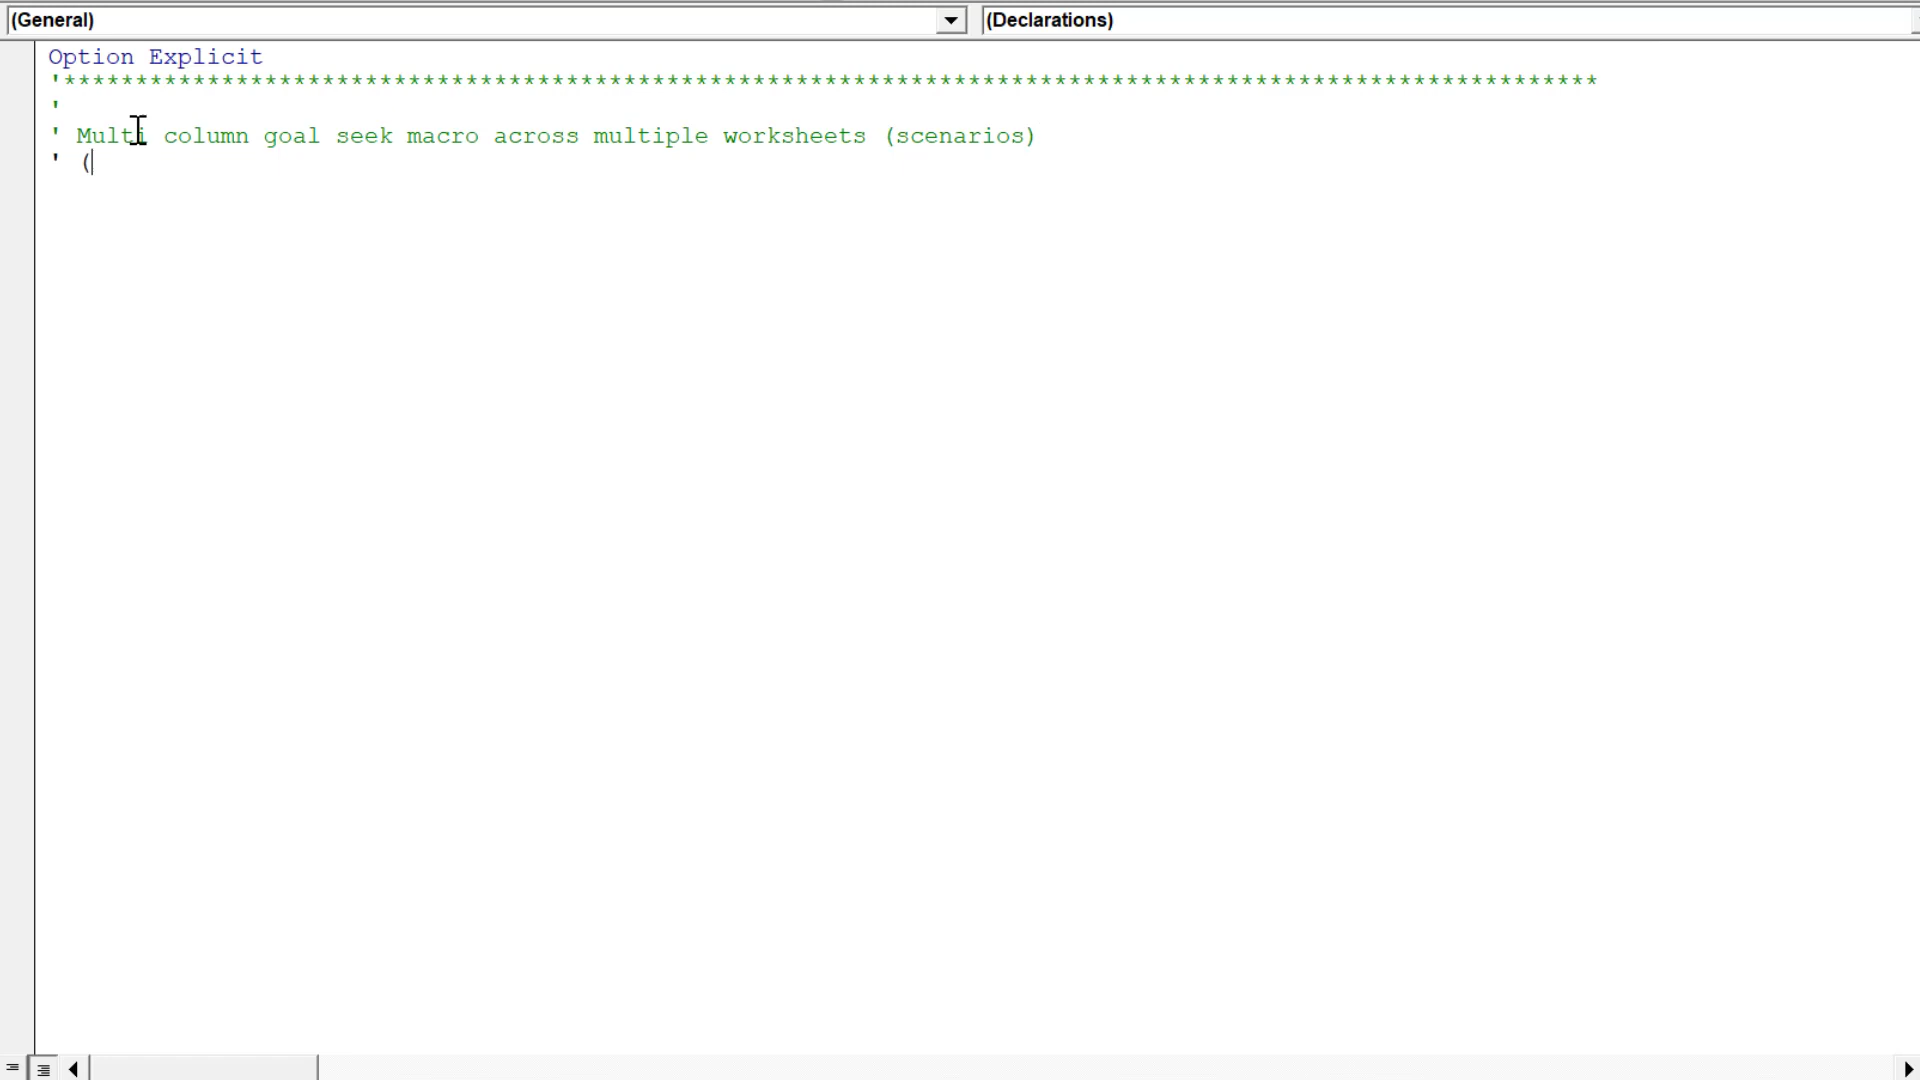 (General) (Declarations)
Option Explicit
'***********************************************************************************************************
'
' Multi column goal seek macro across multiple worksheets (scenarios)
' (